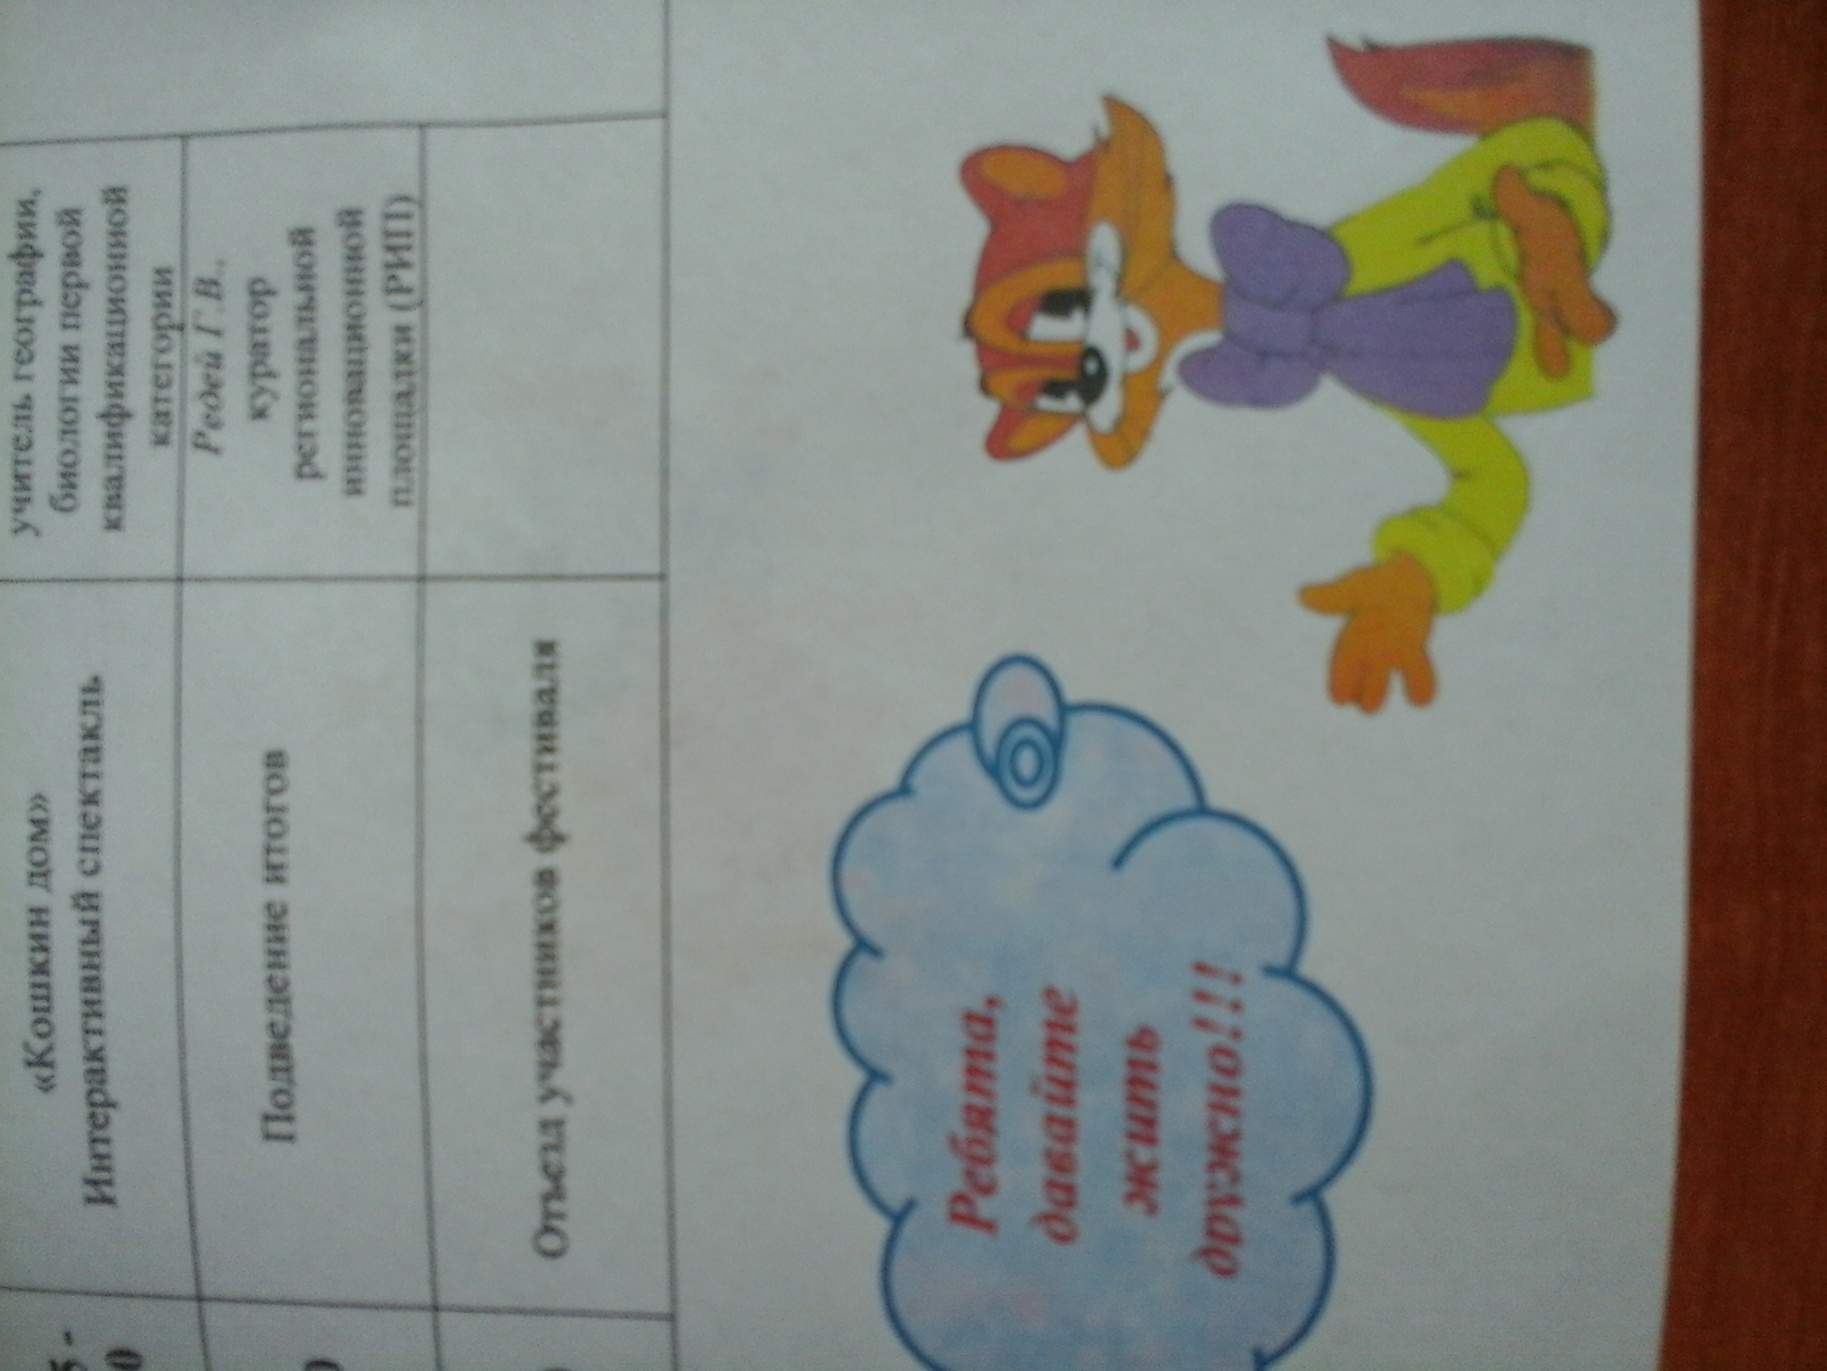 «Кошкин дом»
Интерактивный спектакль
учитель географии,
биологии первой
квалификационной
категории
Подведение итогов
Редей Г.В.,
куратор
региональной
инновационной
площадки (РИП)
Отъезд участников фестиваля
Ребята,
давайте
жить
дружно!!!